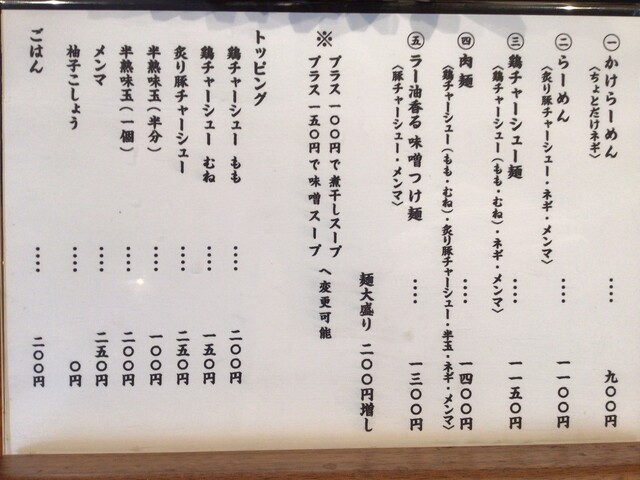 ㊀かけらーめん ････ 九〇〇円
〈ちょとだけネギ〉
㊁らーめん ････ 一一〇〇円
〈炙り豚チャーシュー・ネギ・メンマ〉
㊂鶏チャーシュー麺 ････ 一一五〇円
〈鶏チャーシュー（もも・むね）・ネギ・メンマ〉
㊃肉麺 ････ 一四〇〇円
〈鶏チャーシュー（もも・むね）・炙り豚チャーシュー・半玉・ネギ・メンマ〉
㊄ラー油香る 味噌つけ麺 ････ 一三〇〇円
〈豚チャーシュー・メンマ〉
麺大盛り 二〇〇円増し
※ プラス 一〇〇円で煮干しスープ
プラス 一五〇円で味噌スープ へ変更可能
トッピング
鶏チャーシュー もも ････ 二〇〇円
鶏チャーシュー むね ････ 一五〇円
炙り豚チャーシュー ････ 二五〇円
半熟味玉（半分） ････ 一〇〇円
半熟味玉（一個） ････ 二〇〇円
メンマ ････ 二五〇円
柚子こしょう ････ 〇円
ごはん ････ 二〇〇円